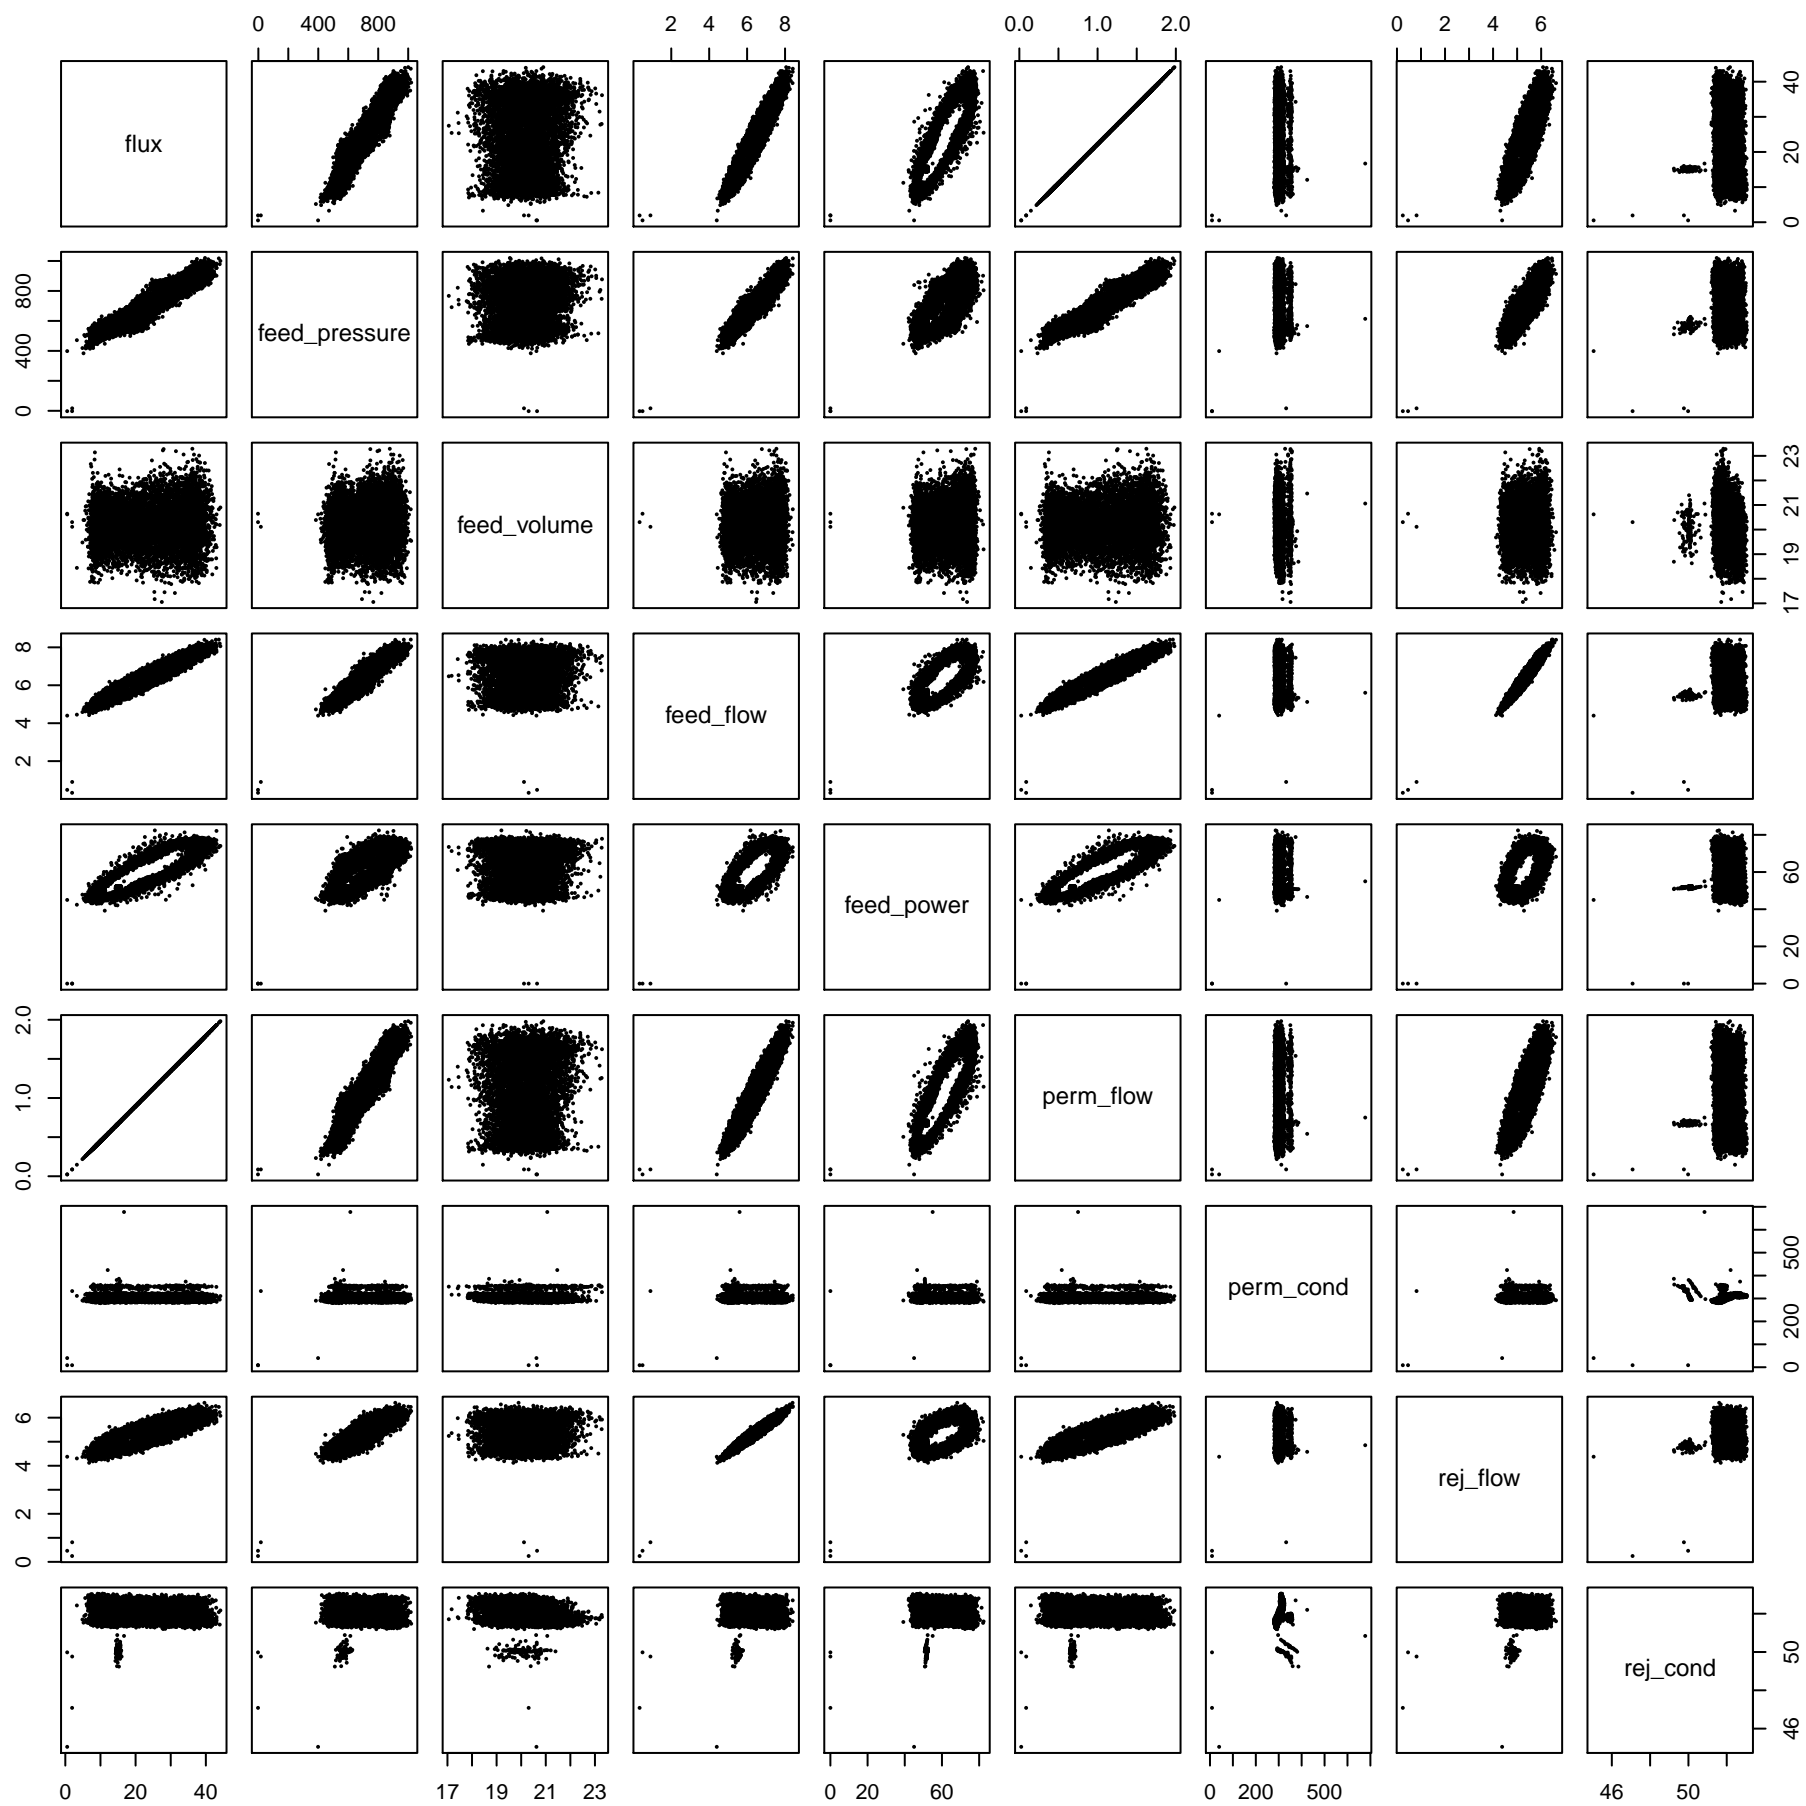 0 400 800 2 4 6 8 0.0 1.0 2.0 0 2 4 6
flux 0 20 40
0 400 800 feed_pressure
feed_volume 17 19 21 23
2 4 6 8 feed_flow
feed_power 0 20 60
0.0 1.0 2.0 perm_flow
perm_cond 0 200 500
0 2 4 6 rej_flow
rej_cond 46 50
0 20 40 17 19 21 23 0 20 60 0 200 500 46 50